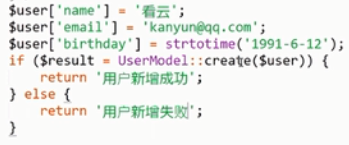 $user['name'] = '看云';
$user['email'] = 'kanyun@qq.com';
$user['birthday'] = strtotime('1991-6-12');
if ($result = UserModel::create($user)) {
return '用户新增成功';
} else {
return '用户新增失败';
}